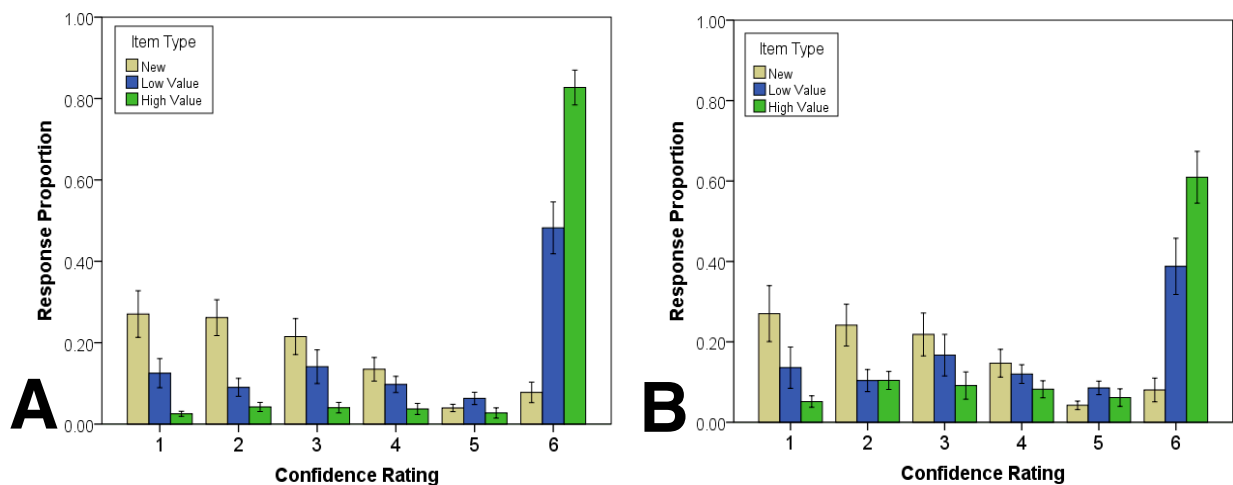 1.00
0.80
0.60
0.40
0.20
0.00
Response Proportion
Item Type
New
Low Value
High Value
1 2 3 4 5 6
Confidence Rating
A
1.00
0.80
0.60
0.40
0.20
0.00
Response Proportion
Item Type
New
Low Value
High Value
1 2 3 4 5 6
Confidence Rating
B